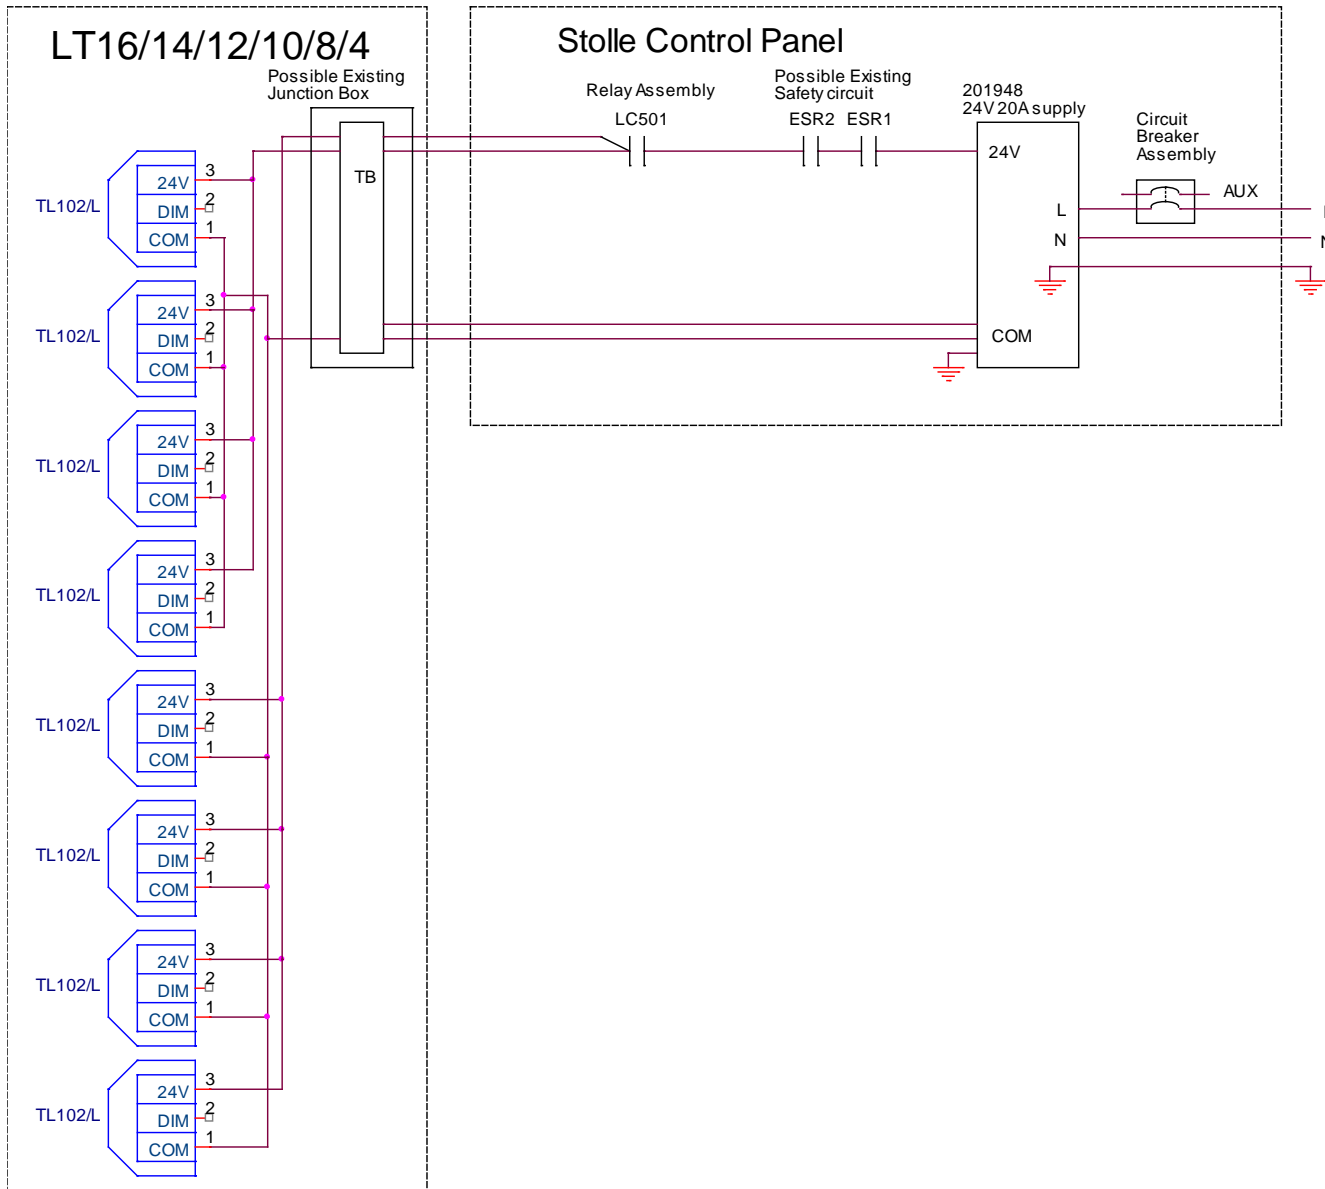 LT16/14/12/10/8/4
Stolle Control Panel
Possible Existing
Junction Box
Relay Assembly
LC501
Possible Existing
Safety circuit
ESR2 ESR1
201948
24V 20A supply
Circuit
Breaker
Assembly
24V
TB
AUX
L
N
N
COM
TL102/L
24V 3
DIM 2
COM 1
TL102/L
24V 3
DIM 2
COM 1
TL102/L
24V 3
DIM 2
COM 1
TL102/L
24V 3
DIM 2
COM 1
TL102/L
24V 3
DIM 2
COM 1
TL102/L
24V 3
DIM 2
COM 1
TL102/L
24V 3
DIM 2
COM 1
TL102/L
24V 3
DIM 2
COM 1